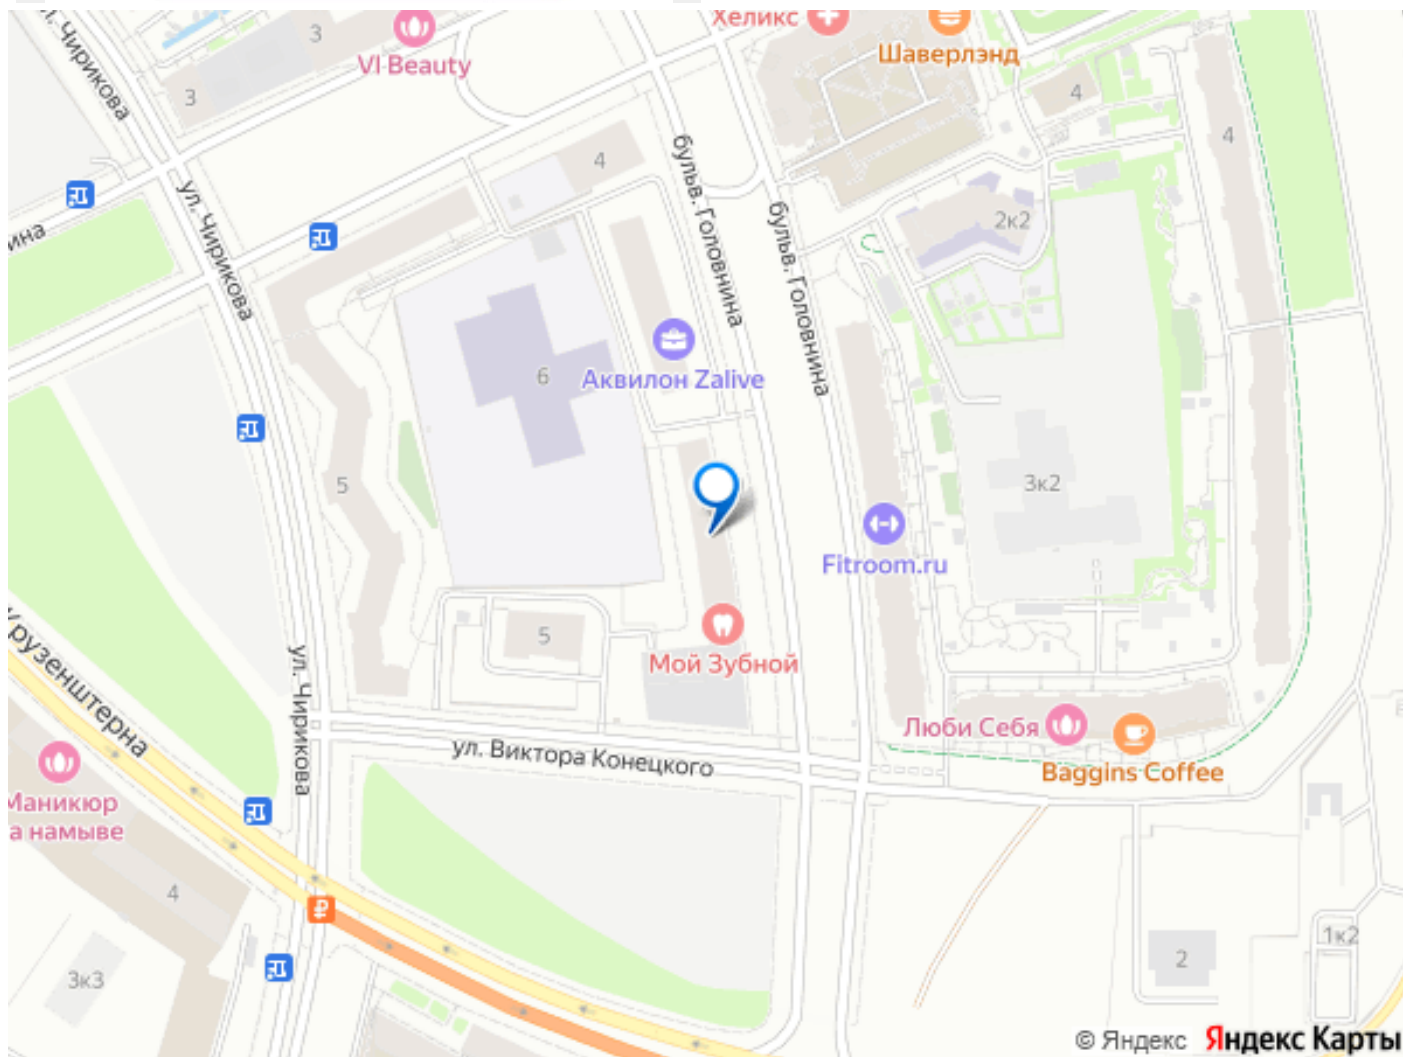 Хеликс
Шаверлэнд
VI Beauty
3
3
4
4
4
ул. Чирикова
бульв. Головнина
ул. Чирикова
бульв. Головнина
2к2
6
Аквилон Zalive
5
3к2
Fitroom.ru
5
Мой Зубной
ул. Чирикова
Крузенштерна
Люби Себя
Baggins Coffee
ул. Виктора Конецкого
Маникюр
а намыве
4
3к3
2
1к2
© Яндекс Яндекс Карты